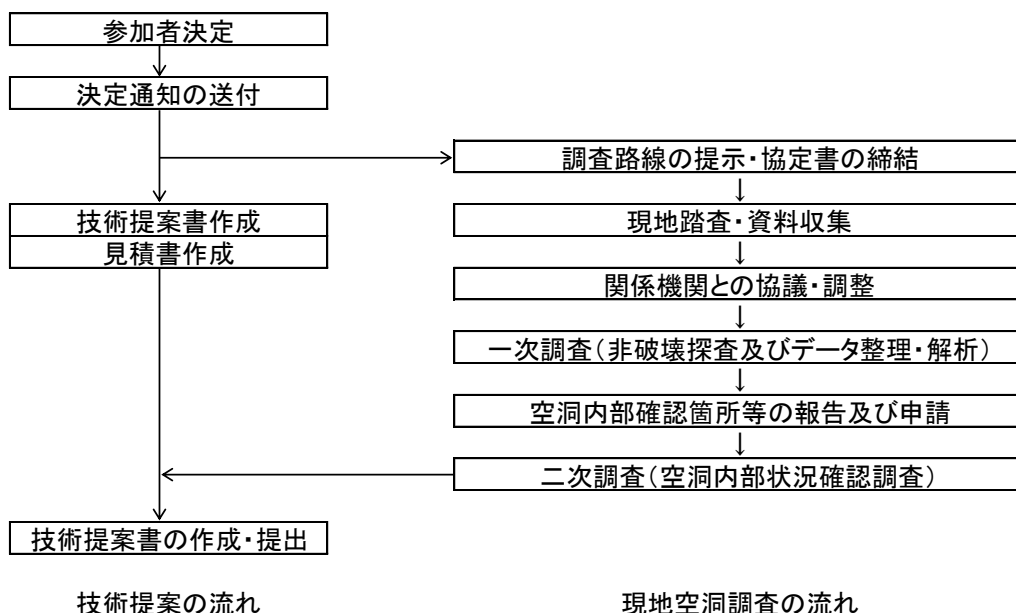 参加者決定
決定通知の送付
調査路線の提示・協定書の締結
技術提案書作成
見積書作成
現地踏査・資料収集
関係機関との協議・調整
一次調査(非破壊探査及びデータ整理・解析)
空洞内部確認箇所等の報告及び申請
二次調査(空洞内部状況確認調査)
技術提案書の作成・提出
技術提案の流れ
現地空洞調査の流れ